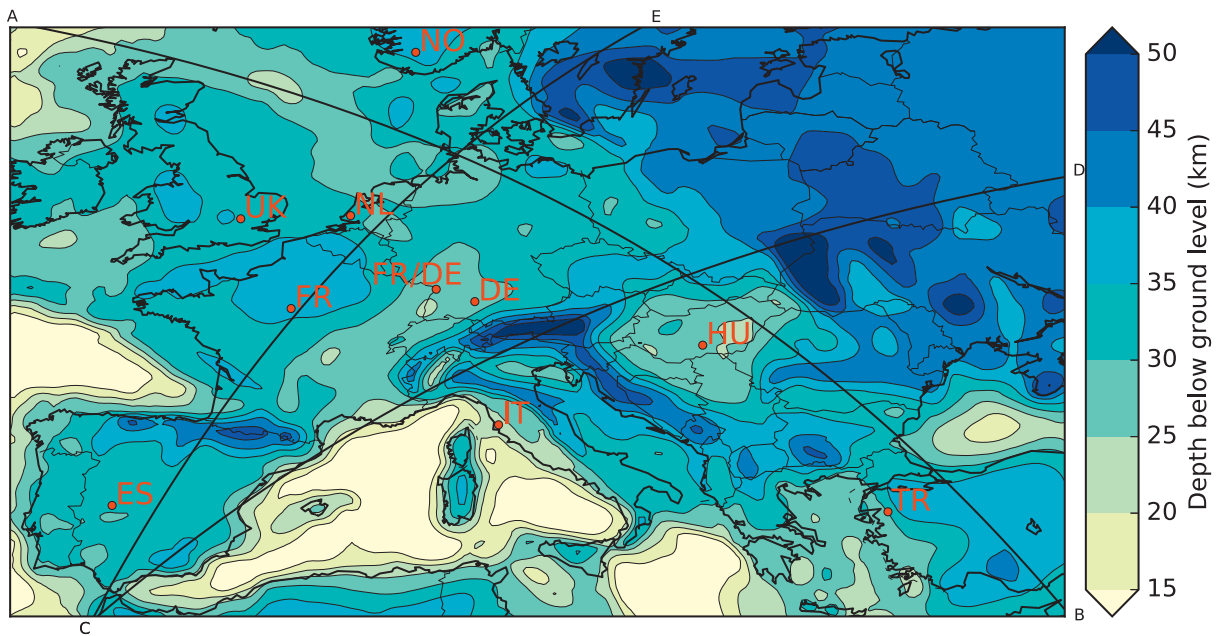 A
E
NO
50
45
D
UK
NL
40
FR/DE
DE
35
FR
HU
30
IT
25
ES
TR
20
15
B
C
Depth below ground level (km)